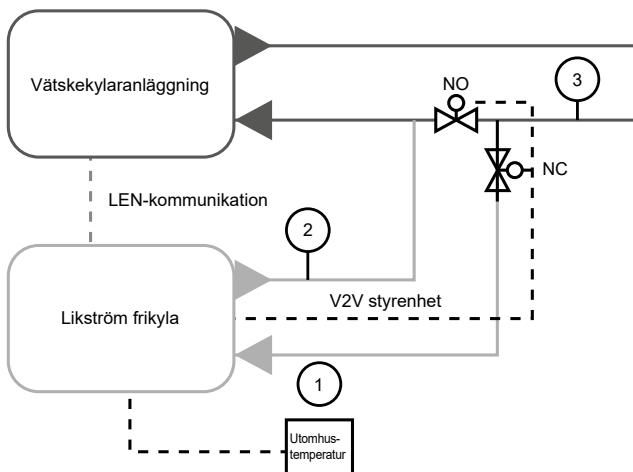 Vätskekylaranläggning
NO
3
NC
LEN-kommunikation
2
V2V styrenhet
Likström frikyla
1
Utomhus-
temperatur